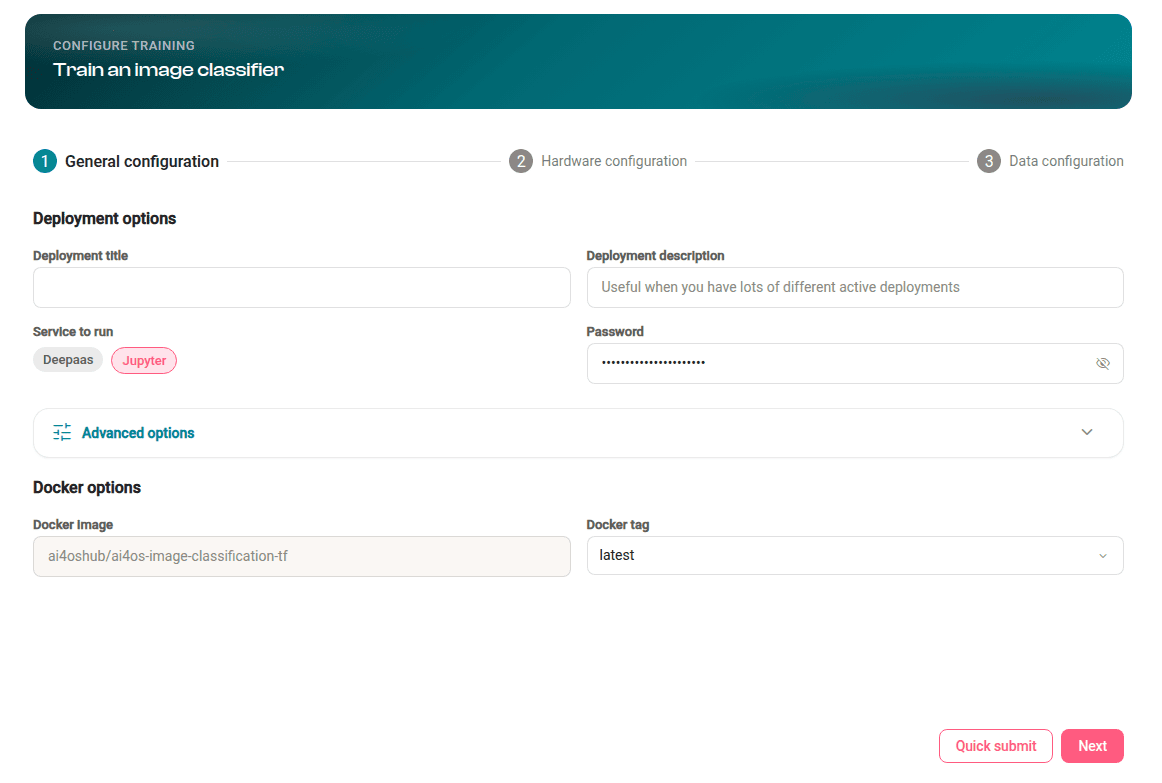 CONFIGURE TRAINING
Train an image classifier
1 General configuration
2 Hardware configuration
3 Data configuration
Deployment options
Deployment title
Deployment description
Useful when you have lots of different active deployments
Service to run
Deepaas
Jupyter
Password
•••••••••••••••••••••
Advanced options
Docker options
Docker image
ai4oshub/ai4os-image-classification-tf
Docker tag
latest
Quick submit
Next